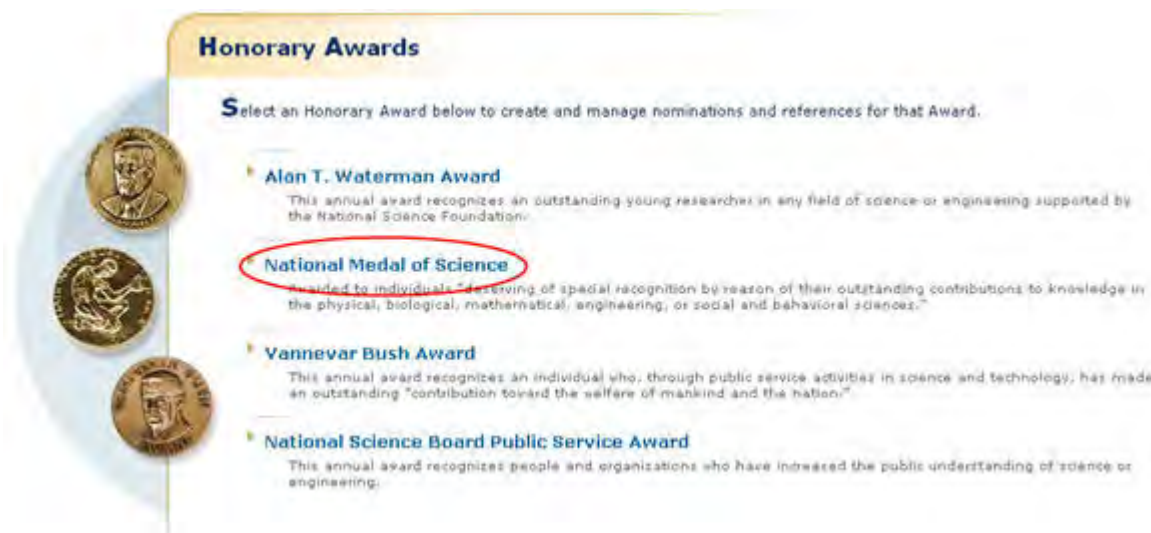 Honorary Awards
Select an Honorary Award below to create and manage nominations and references for that Award.
Alan T. Waterman Award
This annual award recognizes an outstanding young researcher in any field of science or engineering supported by
the National Science Foundation.
National Medal of Science
Awarded to individuals "deserving of special recognition by reason of their outstanding contributions to knowledge in
the physical, biological, mathematical, engineering, or social and behavioral sciences."
Vannevar Bush Award
This annual award recognizes an individual who, through public service activities in science and technology, has made
an outstanding "contribution toward the welfare of mankind and the nation."
National Science Board Public Service Award
This annual award recognizes people and organizations who have increased the public understanding of science or
engineering.